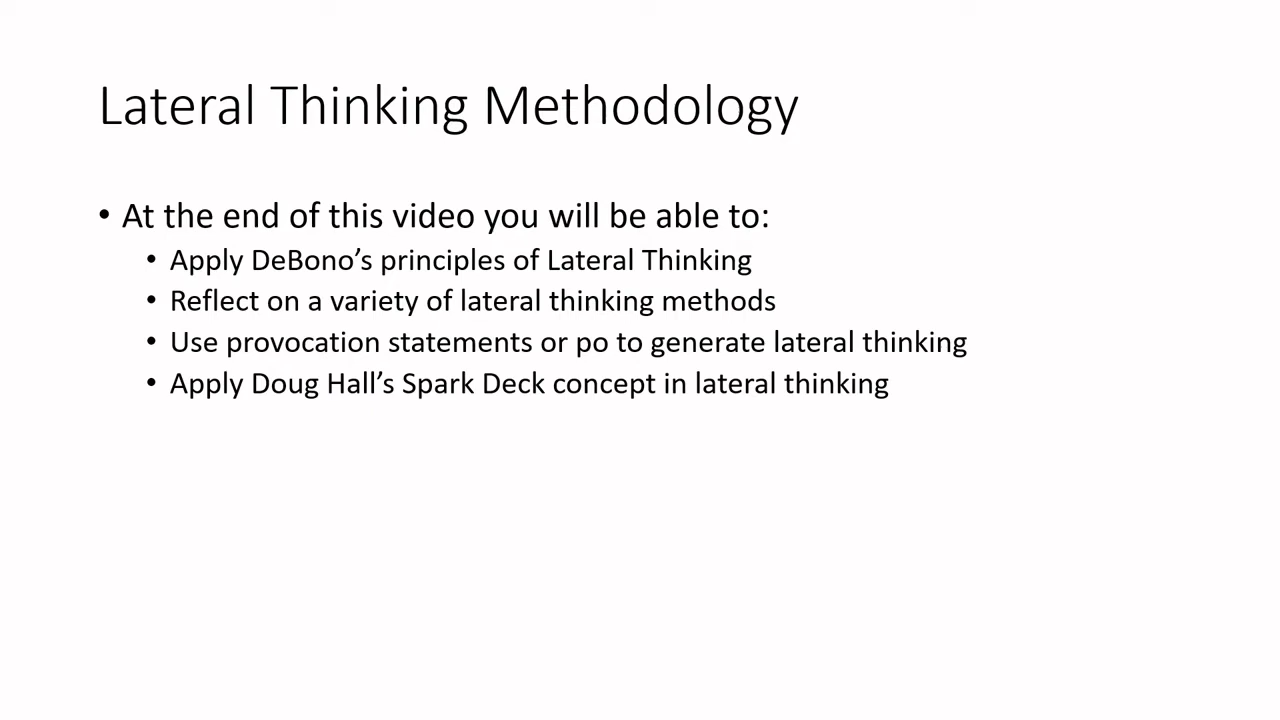 Lateral Thinking Methodology
• At the end of this video you will be able to:
• Apply DeBono’s principles of Lateral Thinking
• Reflect on a variety of lateral thinking methods
• Use provocation statements or po to generate lateral thinking
• Apply Doug Hall’s Spark Deck concept in lateral thinking